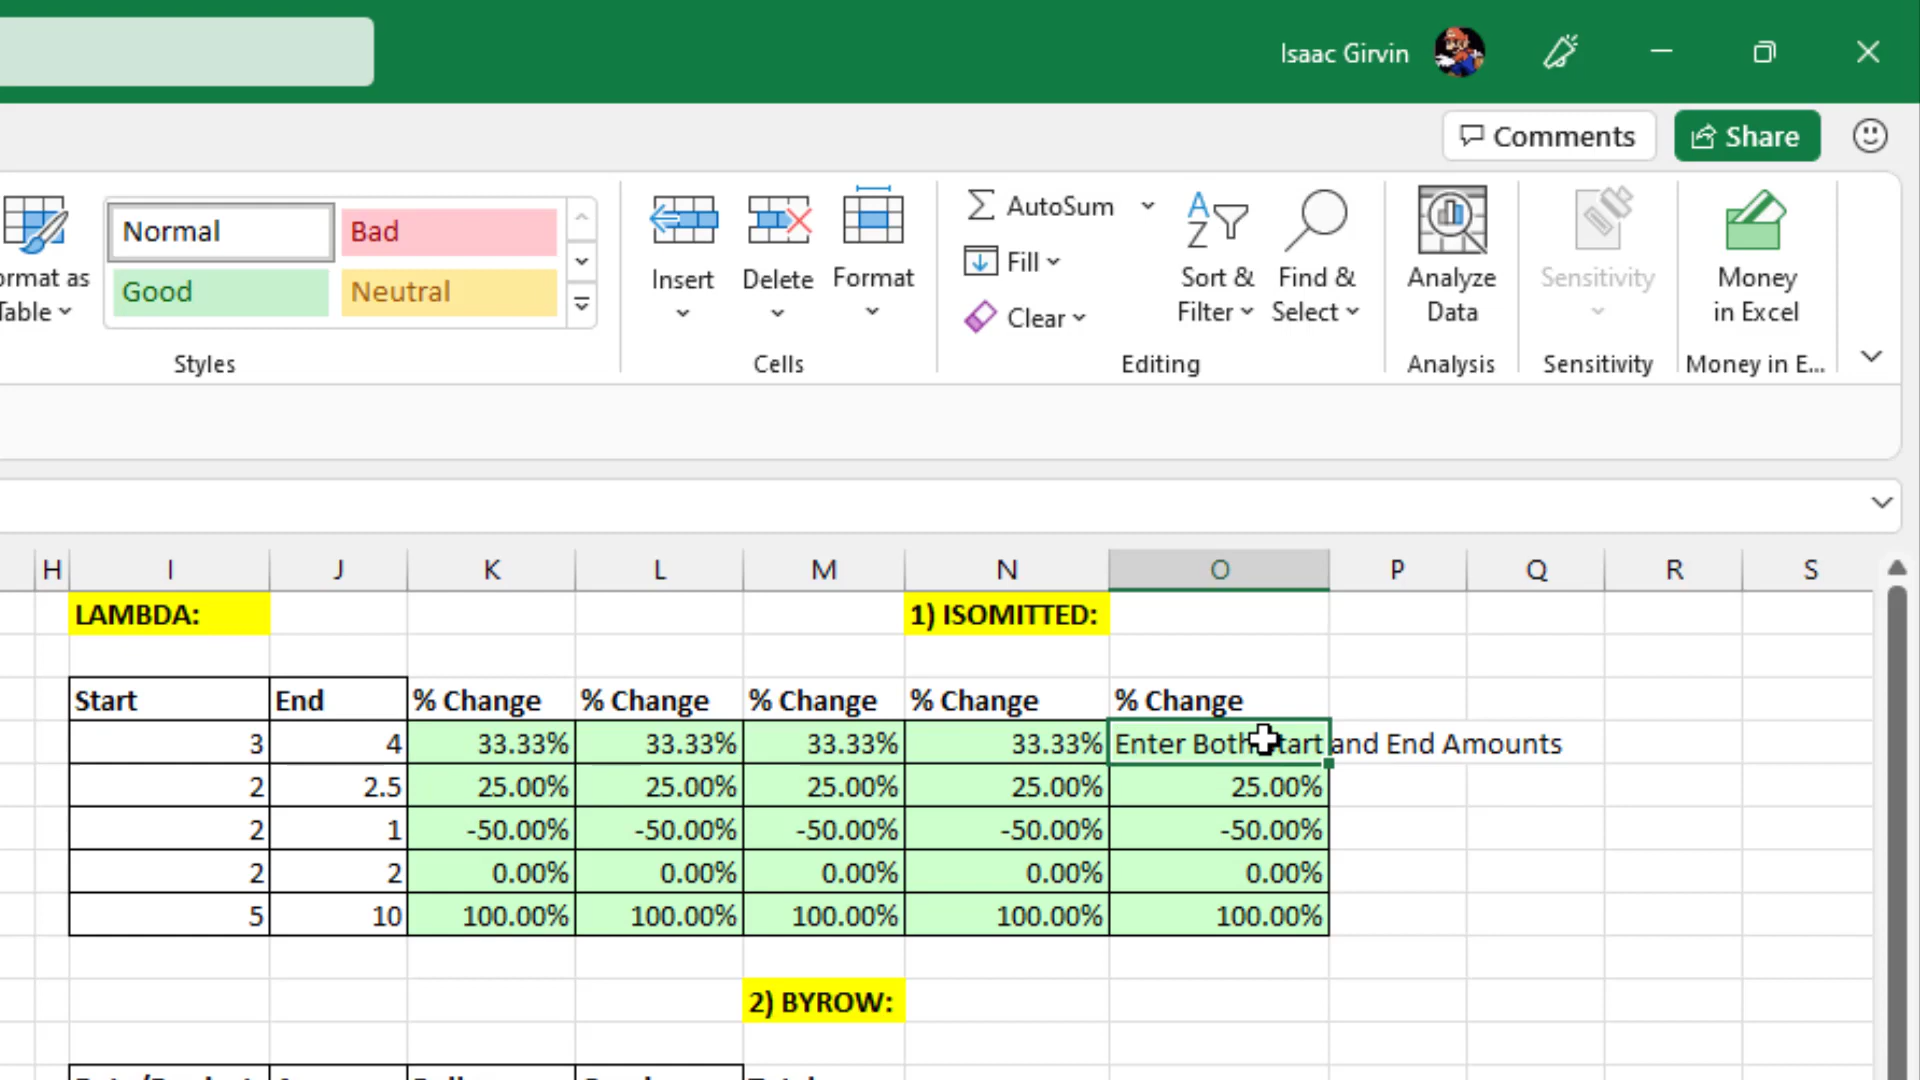 Isaac Girvin
Comments
Share
Normal
Bad
Good
Neutral
Table
Insert
Delete
Format
AutoSum
Fill
Clear
Sort &
Filter
Find &
Select
Analyze
Data
Sensitivity
Money
in Excel
Styles
Cells
Editing
Analysis
Sensitivity
Money in E...
H I J K L M N O P Q R S
LAMBDA: 1) ISOMITTED:
Start End % Change % Change % Change % Change % Change
3 4 33.33% 33.33% 33.33% 33.33% Enter Both Start and End Amounts
2 2.5 25.00% 25.00% 25.00% 25.00% 25.00%
2 1 -50.00% -50.00% -50.00% -50.00% -50.00%
2 2 0.00% 0.00% 0.00% 0.00% 0.00%
5 10 100.00% 100.00% 100.00% 100.00% 100.00%
2) BYROW: